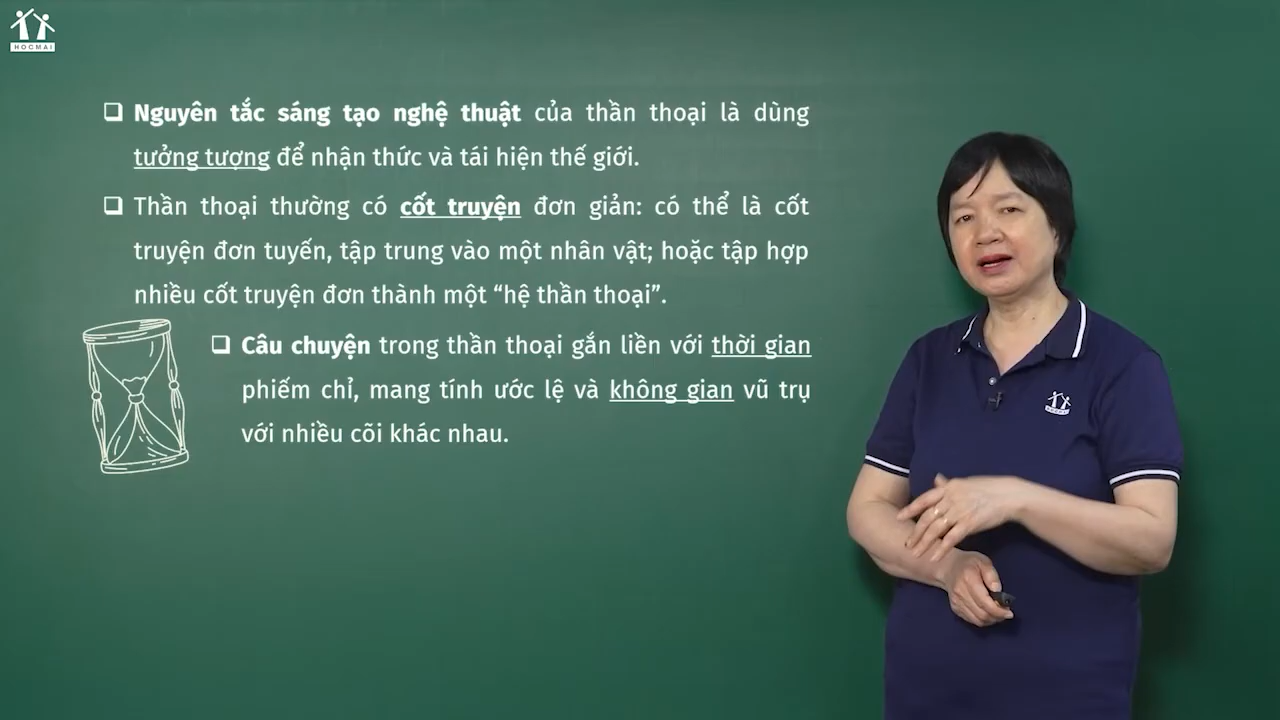 HOCMAI
Nguyên tắc sáng tạo nghệ thuật của thần thoại là dùng
tưởng tượng để nhận thức và tái hiện thế giới.
Thần thoại thường có cốt truyện đơn giản: có thể là cốt
truyện đơn tuyến, tập trung vào một nhân vật; hoặc tập hợp
nhiều cốt truyện đơn thành một “hệ thần thoại”.
Câu chuyện trong thần thoại gắn liền với thời gian
phiếm chỉ, mang tính ước lệ và không gian vũ trụ
với nhiều cõi khác nhau.